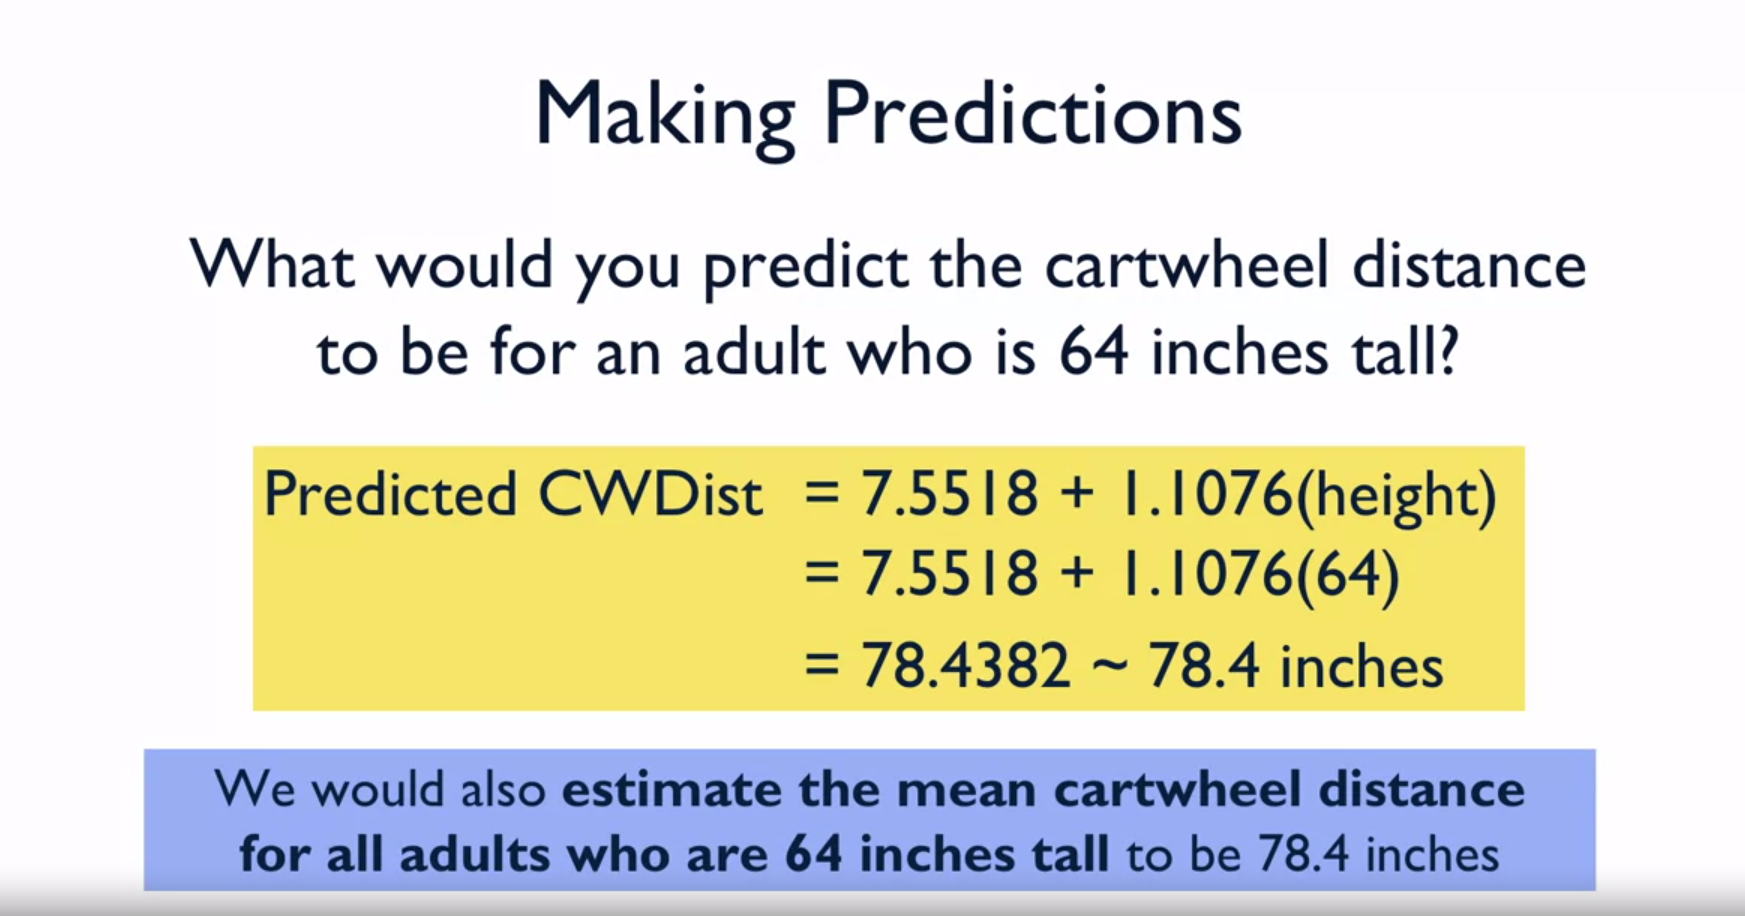 Making Predictions
What would you predict the cartwheel distance
to be for an adult who is 64 inches tall?
Predicted CWDist = 7.5518 + 1.1076(height)
= 7.5518 + 1.1076(64)
= 78.4382 ~ 78.4 inches
We would also estimate the mean cartwheel distance
for all adults who are 64 inches tall to be 78.4 inches